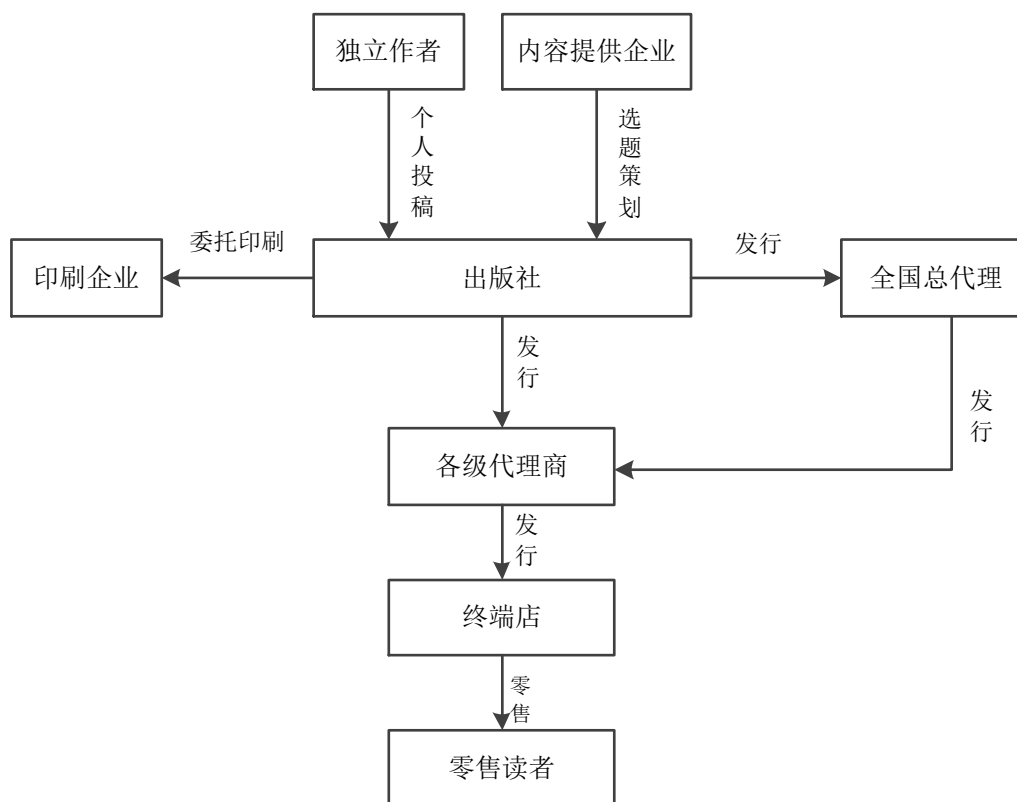 独立作者
内容提供企业
个人投稿
选题策划
委托印刷
发行
印刷企业
出版社
全国总代理
发行
发行
各级代理商
发行
终端店
零售
零售读者